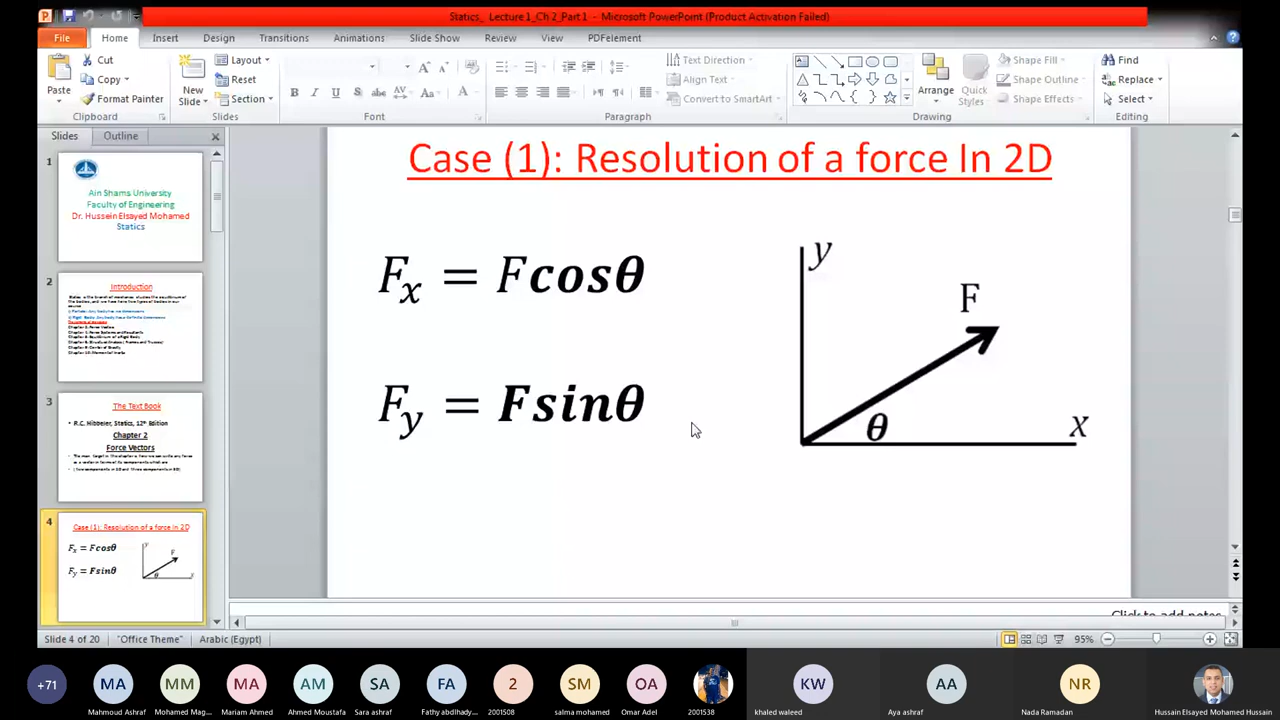 Statics_ Lecture 1_Ch 2_Part 1 - Microsoft PowerPoint (Product Activation Failed)
File Home Insert Design Transitions Animations Slide Show Review View PDFelement
Paste Cut Copy Format Painter
Clipboard
New Slide Layout Reset Section
Slides
B I U S abc AV Aa A
Font
Text Direction Align Text Convert to SmartArt
Paragraph
Arrange Quick Styles Shape Fill Shape Outline Shape Effects
Drawing
Find Replace Select
Editing
Slides Outline
1
Ain Shams University
Faculty of Engineering
Dr. Hussein Elsayed Mohamed
Statics
2
Introduction
3
The Text Book
R.C. Hibbeler, Statics, 12th Edition
Chapter 2
Force Vectors
4
Case (1): Resolution of a force In 2D
Fx = Fcosθ
Fy = Fsinθ
y
F
θ
x
Case (1): Resolution of a force In 2D
Fx = Fcosθ
Fy = Fsinθ
y
F
θ
x
Click to add notes
Slide 4 of 20 "Office Theme" Arabic (Egypt) 95%
+71 MA MM MA AM SA FA 2 SM OA KW AA NR
Mahmoud Ashraf Mohamed Mag... Mariam Ahmed Ahmed Moustafa Sara ashraf Fathy abdlhady... 2001508 salma mohamed Omar Adel 2001538 khaled waleed Aya ashraf Nada Ramadan Hussein Elsayed Mohamed Hussain